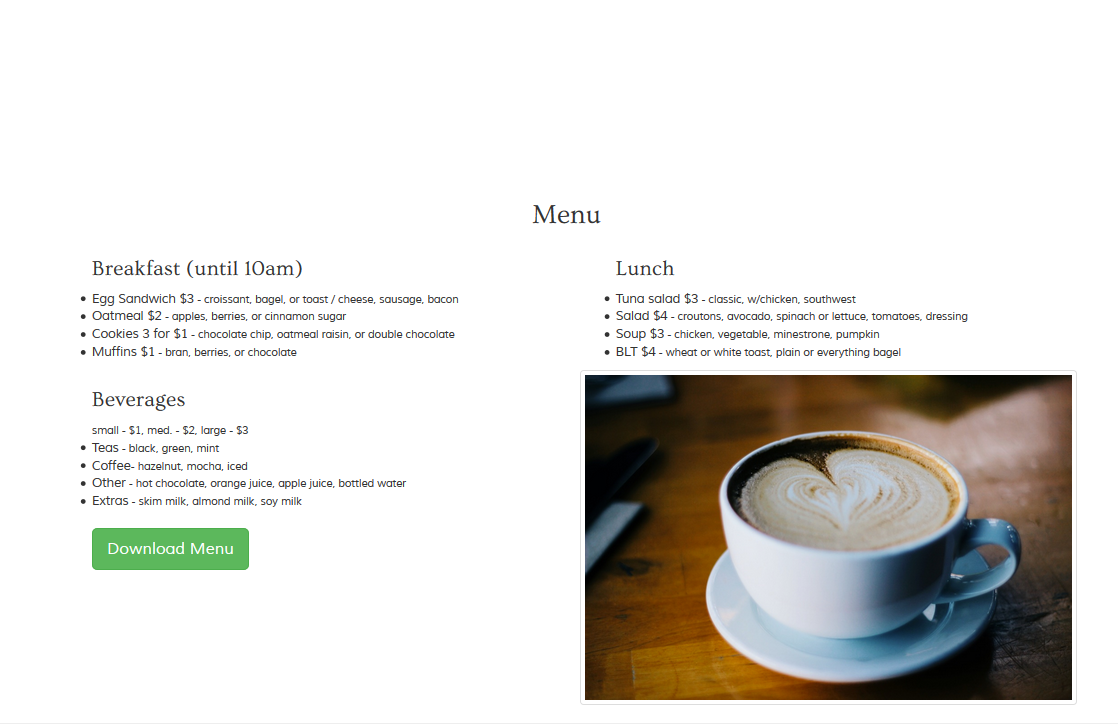 Menu
Breakfast (until 10am)
Egg Sandwich $3 - croissant, bagel, or toast / cheese, sausage, bacon
Oatmeal $2 - apples, berries, or cinnamon sugar
Cookies 3 for $1 - chocolate chip, oatmeal raisin, or double chocolate
Muffins $1 - bran, berries, or chocolate
Beverages
small - $1, med. - $2, large - $3
Teas - black, green, mint
Coffee- hazelnut, mocha, iced
Other - hot chocolate, orange juice, apple juice, bottled water
Extras - skim milk, almond milk, soy milk
Download Menu
Lunch
Tuna salad $3 - classic, w/chicken, southwest
Salad $4 - croutons, avocado, spinach or lettuce, tomatoes, dressing
Soup $3 - chicken, vegetable, minestrone, pumpkin
BLT $4 - wheat or white toast, plain or everything bagel